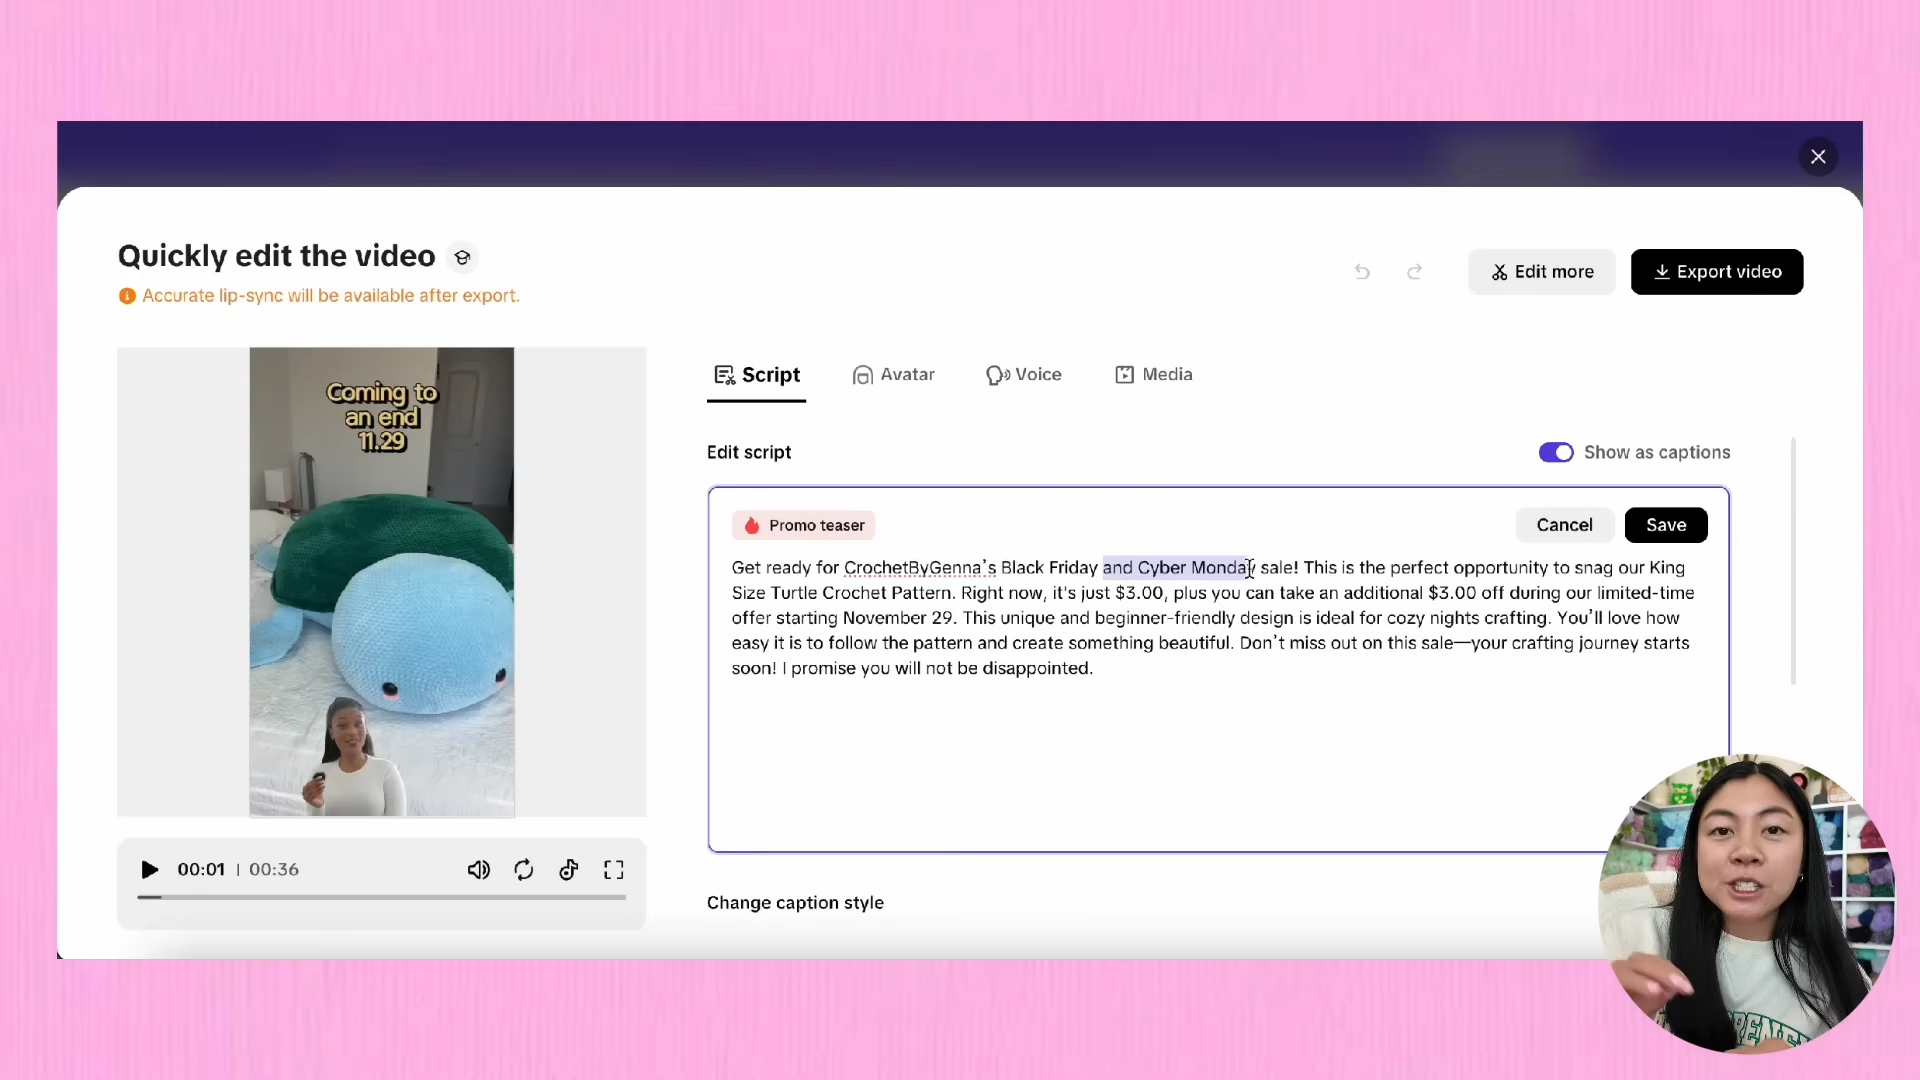 Quickly edit the video
Accurate lip-sync will be available after export.
Edit more
Export video
Coming to
an end
11.29
00:01 | 00:36
Script
Avatar
Voice
Media
Edit script
Show as captions
Promo teaser
Cancel
Save
Get ready for CrochetByGenna's Black Friday and Cyber Monday sale! This is the perfect opportunity to snag our King
Size Turtle Crochet Pattern. Right now, it's just $3.00, plus you can take an additional $3.00 off during our limited-time
offer starting November 29. This unique and beginner-friendly design is ideal for cozy nights crafting. You'll love how
easy it is to follow the pattern and create something beautiful. Don't miss out on this sale—your crafting journey starts
soon! I promise you will not be disappointed.
Change caption style